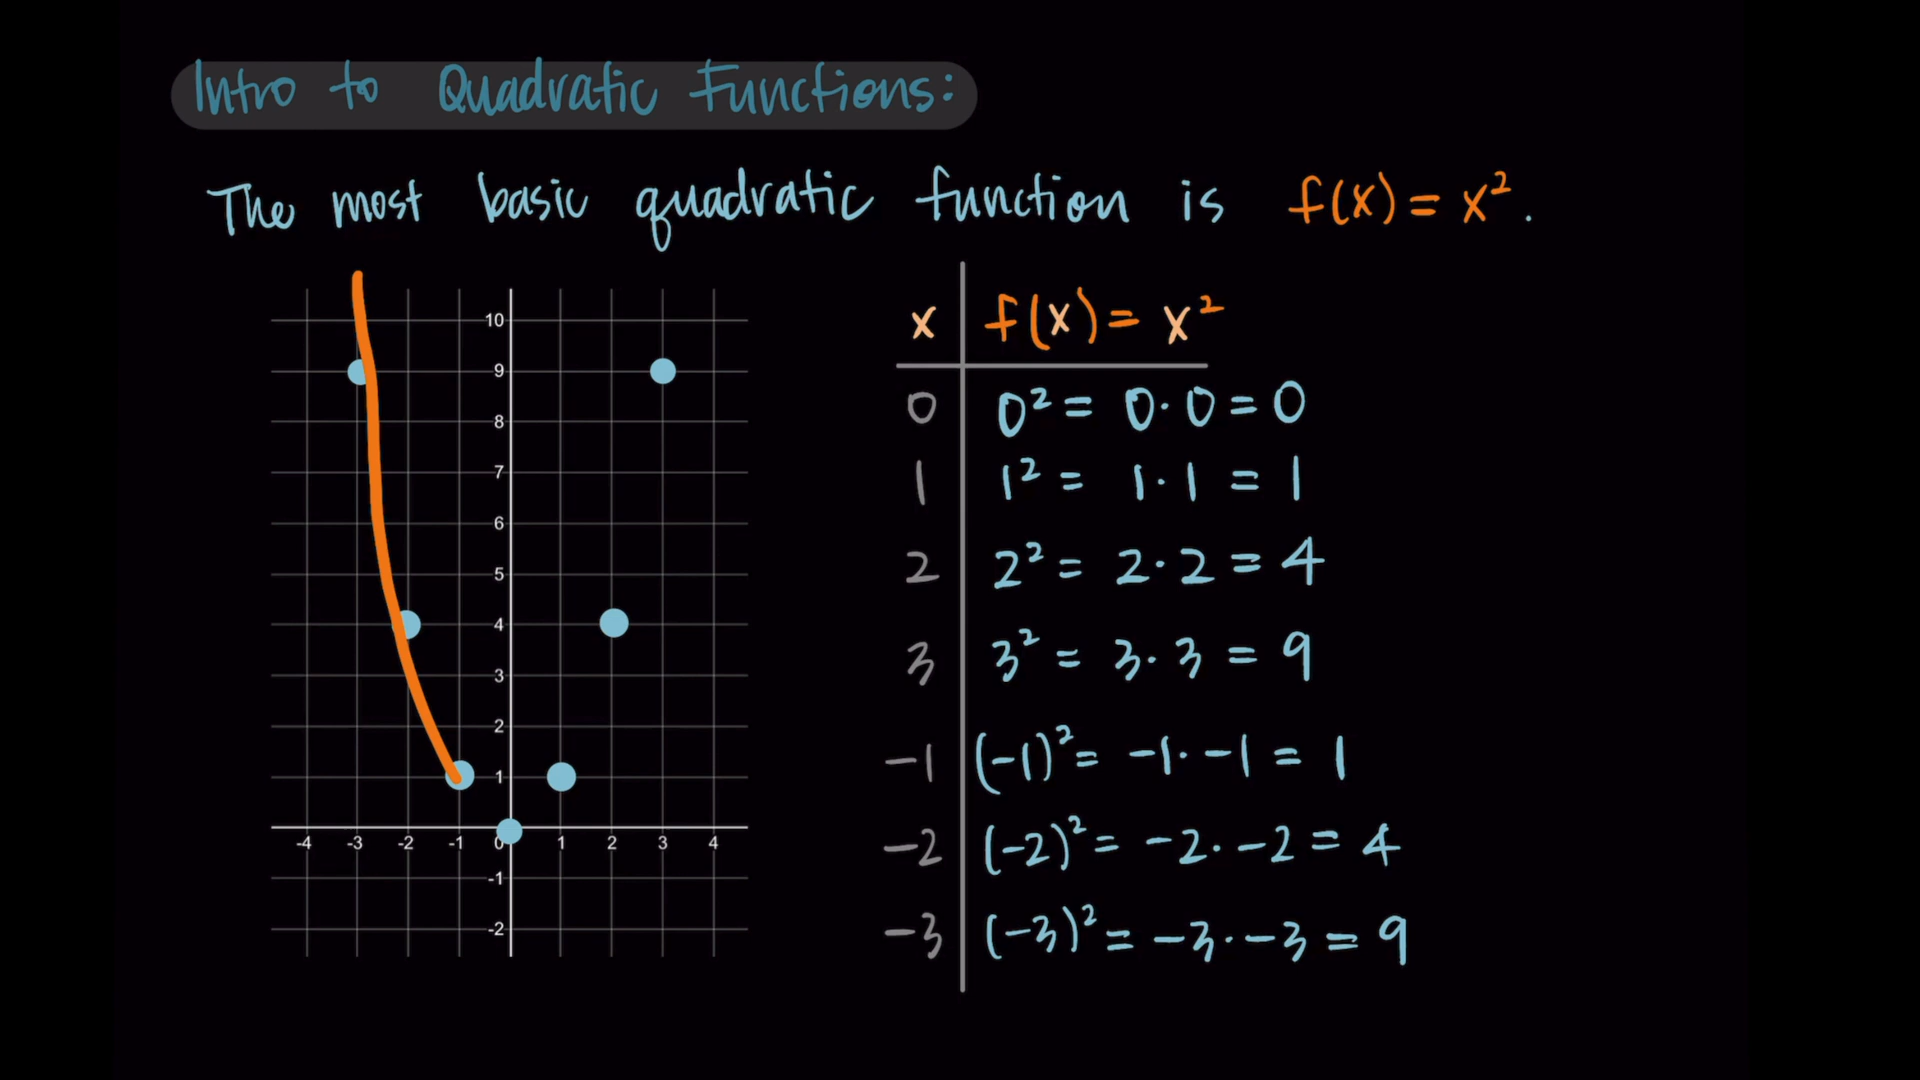 Intro to Quadratic Functions:
The most basic quadratic function is f(x) = x².
x f(x) = x²
0 0² = 0·0 = 0
1 1² = 1·1 = 1
2 2² = 2·2 = 4
3 3² = 3·3 = 9
-1 (-1)² = -1·-1 = 1
-2 (-2)² = -2·-2 = 4
-3 (-3)² = -3·-3 = 9
10
9
8
7
6
5
4
3
2
1
-4 -3 -2 -1 0 1 2 3 4
-1
-2